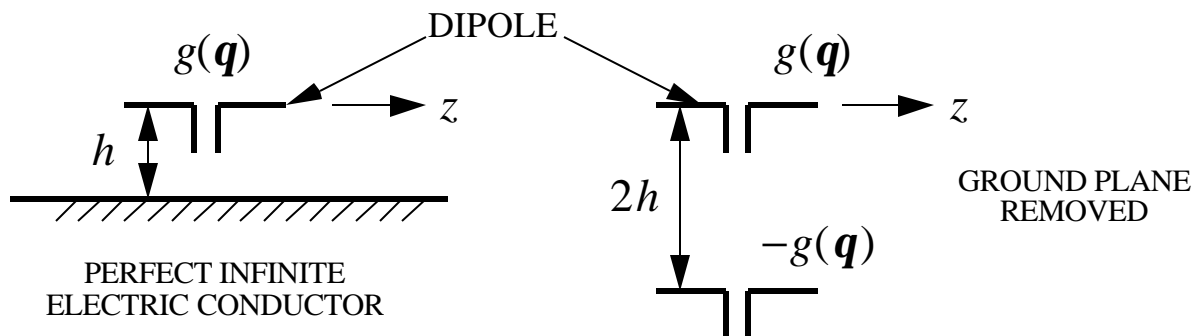 DIPOLE
g(q)
z
h
PERFECT INFINITE
ELECTRIC CONDUCTOR
g(q)
z
2h
−g(q)
GROUND PLANE
REMOVED